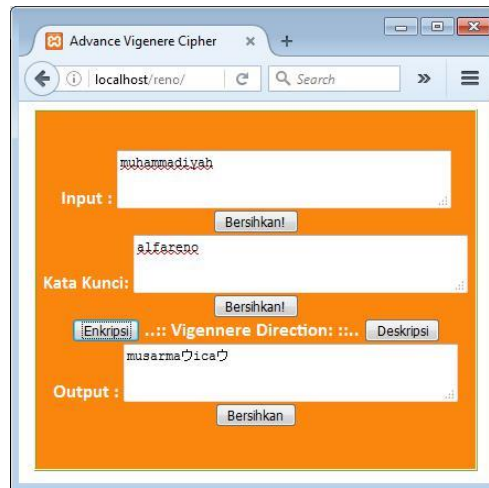 Advance Vigenere Cipher
localhost/reno/ Search
muhammadiyah
Input :
Bersihkan!
alfareno
Kata Kunci:
Bersihkan!
Enkripsi ..:: Vigennere Direction: ::.. Deskripsi
musarmaウicaウ
Output :
Bersihkan